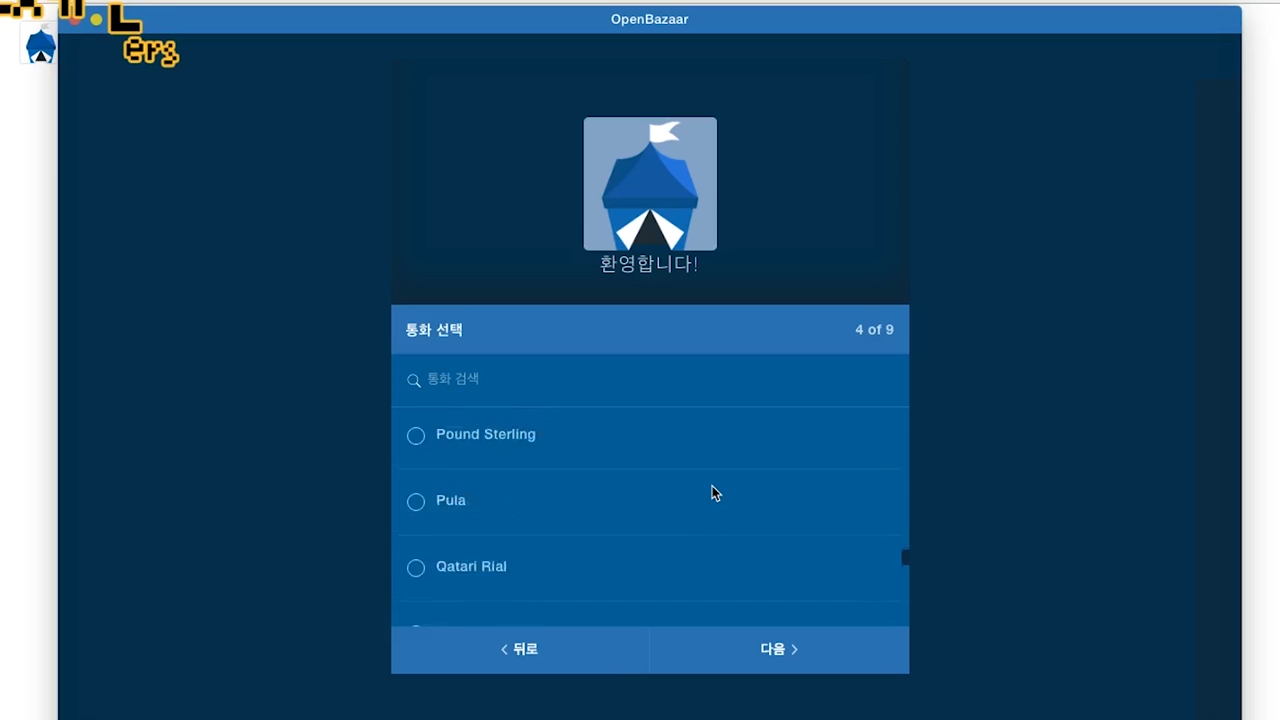 OpenBazaar
환영합니다!
통화 선택
4 of 9
통화 검색
Pound Sterling
Pula
Qatari Rial
뒤로
다음